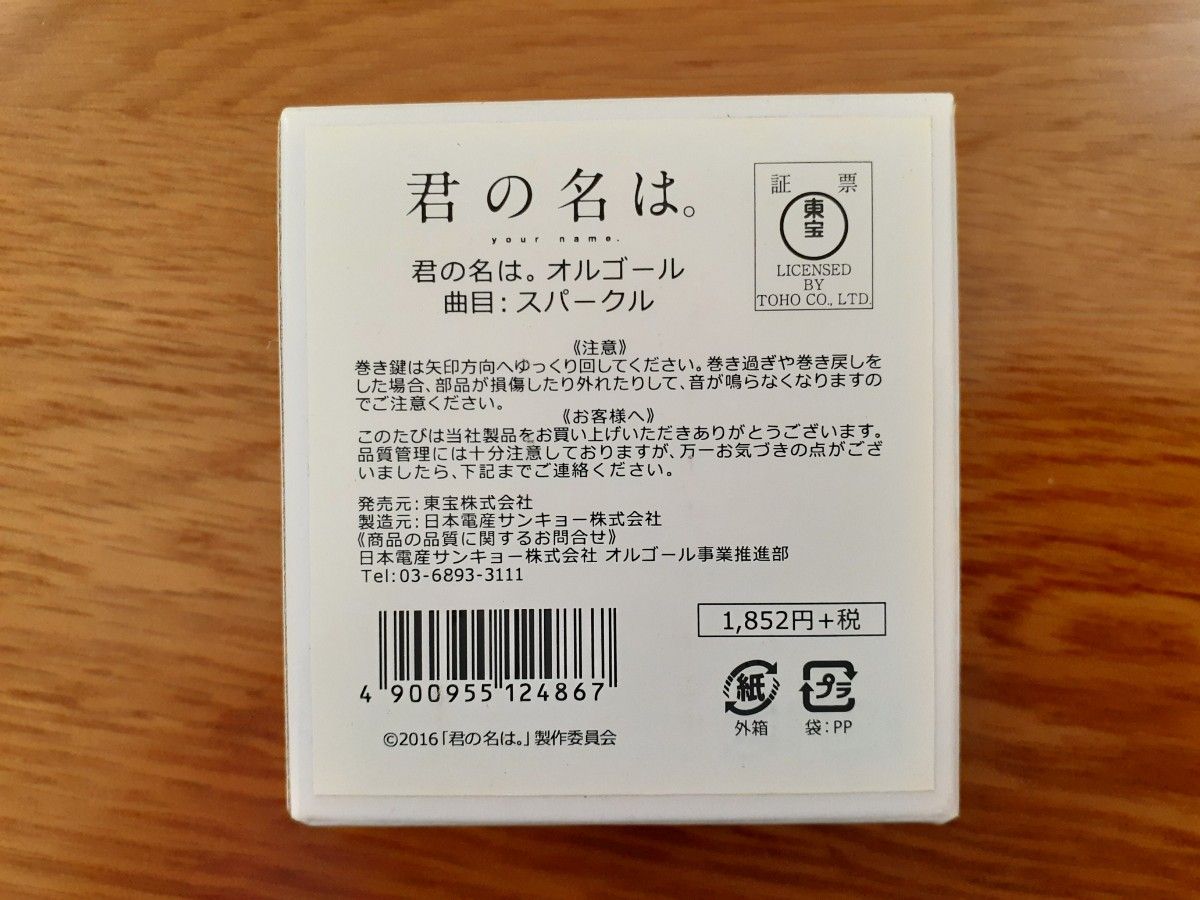 君の名は。
your name.
君の名は。オルゴール
曲目：スパークル
証 票
東宝
LICENSED
BY
TOHO CO., LTD.
《注意》
巻き鍵は矢印方向へゆっくり回してください。巻き過ぎや巻き戻しを
した場合、部品が損傷したり外れたりして、音が鳴らなくなりますの
でご注意ください。
《お客様へ》
このたびは当社製品をお買い上げいただきありがとうございます。
品質管理には十分注意しておりますが、万一お気づきの点がござ
いましたら、下記までご連絡ください。
発売元：東宝株式会社
製造元：日本電産サンキョー株式会社
《商品の品質に関するお問合せ》
日本電産サンキョー株式会社 オルゴール事業推進部
Tel：03-6893-3111
4 900955 124867
1,852円+税
紙
外箱
プラ
袋：PP
©2016「君の名は。」製作委員会